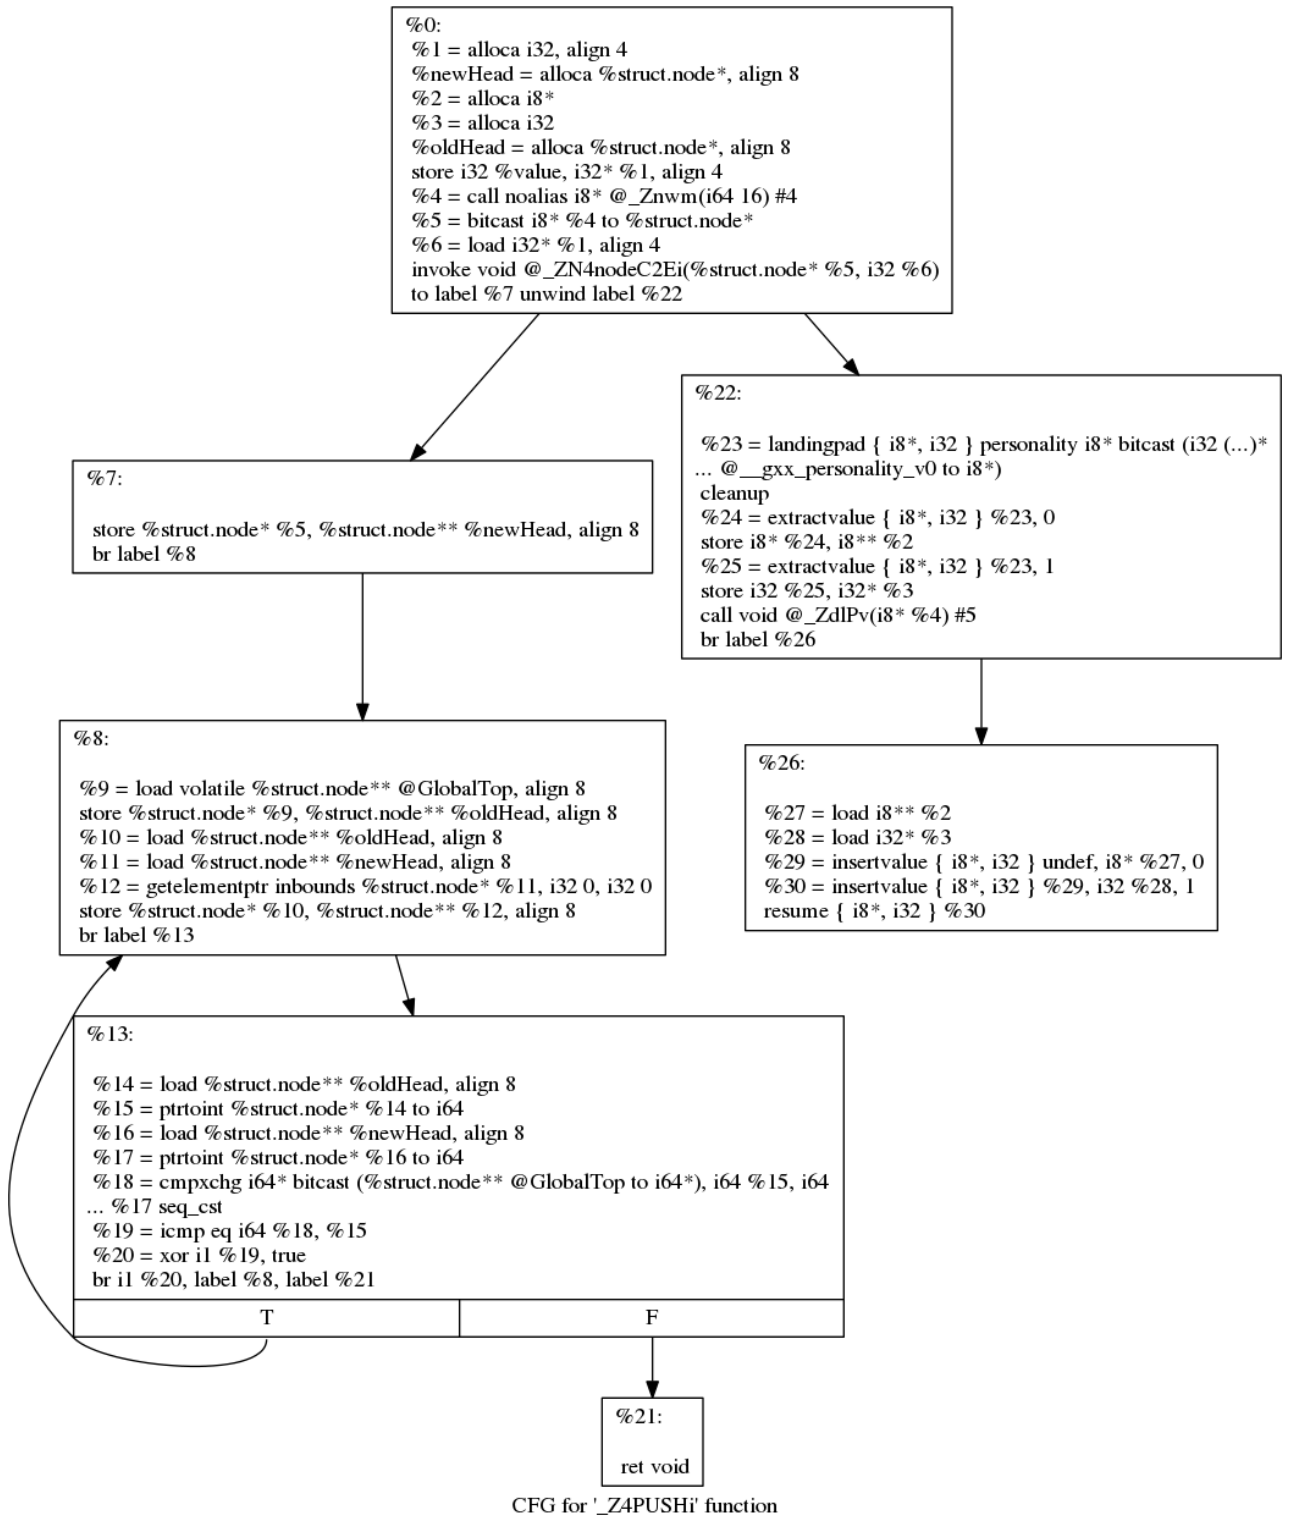 %0:
%1 = alloca i32, align 4
%newHead = alloca %struct.node*, align 8
%2 = alloca i8*
%3 = alloca i32
%oldHead = alloca %struct.node*, align 8
store i32 %value, i32* %1, align 4
%4 = call noalias i8* @_Znwm(i64 16) #4
%5 = bitcast i8* %4 to %struct.node*
%6 = load i32* %1, align 4
invoke void @_ZN4nodeC2Ei(%struct.node* %5, i32 %6)
to label %7 unwind label %22
%7:
store %struct.node* %5, %struct.node** %newHead, align 8
br label %8
%22:
%23 = landingpad { i8*, i32 } personality i8* bitcast (i32 (...)*
... @__gxx_personality_v0 to i8*)
cleanup
%24 = extractvalue { i8*, i32 } %23, 0
store i8* %24, i8** %2
%25 = extractvalue { i8*, i32 } %23, 1
store i32 %25, i32* %3
call void @_ZdlPv(i8* %4) #5
br label %26
%8:
%9 = load volatile %struct.node** @GlobalTop, align 8
store %struct.node* %9, %struct.node** %oldHead, align 8
%10 = load %struct.node** %oldHead, align 8
%11 = load %struct.node** %newHead, align 8
%12 = getelementptr inbounds %struct.node* %11, i32 0, i32 0
store %struct.node* %10, %struct.node** %12, align 8
br label %13
%26:
%27 = load i8** %2
%28 = load i32* %3
%29 = insertvalue { i8*, i32 } undef, i8* %27, 0
%30 = insertvalue { i8*, i32 } %29, i32 %28, 1
resume { i8*, i32 } %30
%13:
%14 = load %struct.node** %oldHead, align 8
%15 = ptrtoint %struct.node* %14 to i64
%16 = load %struct.node** %newHead, align 8
%17 = ptrtoint %struct.node* %16 to i64
%18 = cmpxchg i64* bitcast (%struct.node** @GlobalTop to i64*), i64 %15, i64
... %17 seq_cst
%19 = icmp eq i64 %18, %15
%20 = xor i1 %19, true
br i1 %20, label %8, label %21
T
F
%21:
ret void
CFG for '_Z4PUSHi' function